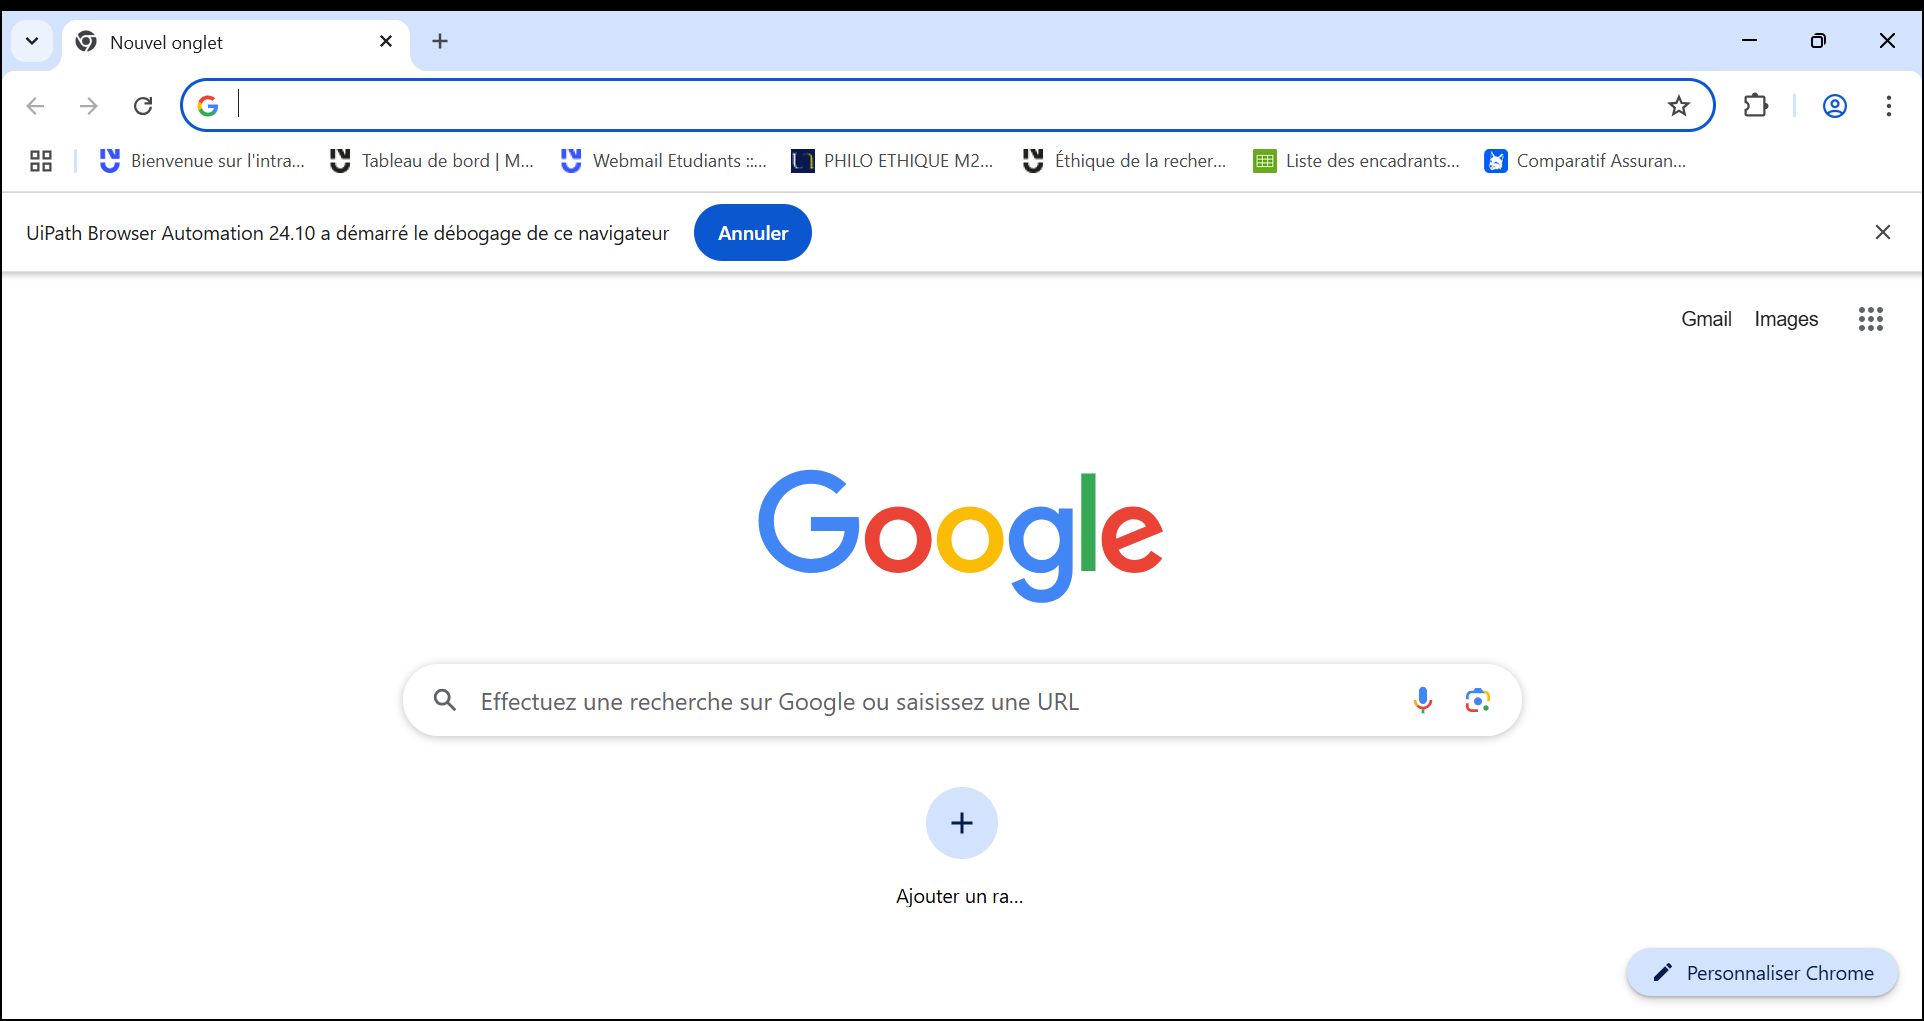 Nouvel onglet
Bienvenue sur l'intra...
Tableau de bord | M...
Webmail Etudiants ::...
PHILO ETHIQUE M2...
Éthique de la recher...
Liste des encadrants...
Comparatif Assuran...
UiPath Browser Automation 24.10 a démarré le débogage de ce navigateur
Annuler
Gmail
Images
Google
Effectuez une recherche sur Google ou saisissez une URL
Ajouter un ra...
Personnaliser Chrome